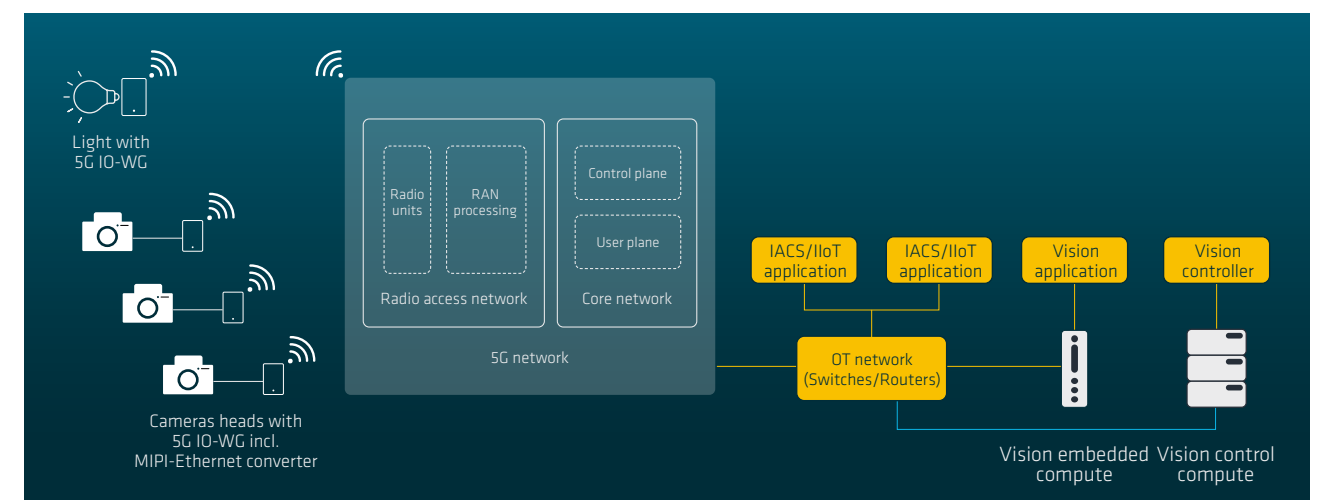 Light with
5G IO-WG
Cameras heads with
5G IO-WG incl.
MIPI-Ethernet converter
Radio
units
RAN
processing
Radio access network
Control plane
User plane
Core network
5G network
IACS/IIoT
application
IACS/IIoT
application
Vision
application
Vision
controller
OT network
(Switches/Routers)
Vision embedded
compute
Vision control
compute